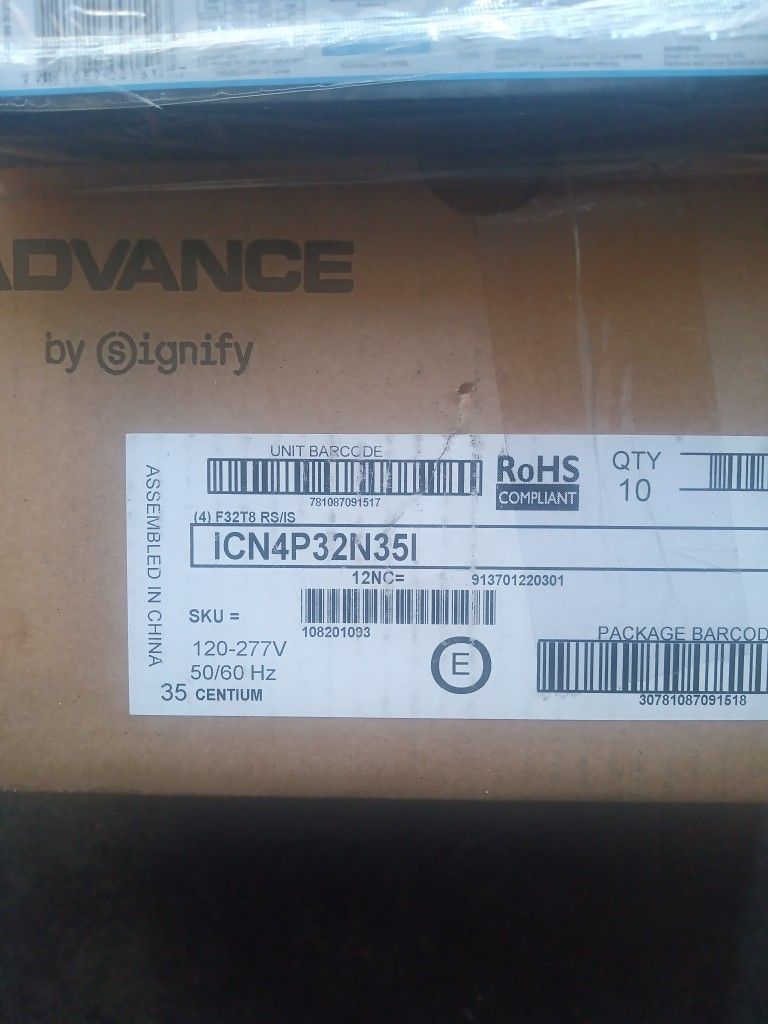 ADVANCE
by Signify
UNIT BARCODE
781087091517
RoHS
COMPLIANT
QTY
10
ASSEMBLED IN CHINA
(4) F32T8 RS/IS
ICN4P32N35I
12NC= 913701220301
SKU =
108201093
120-277V
50/60 Hz
35 CENTIUM
E
PACKAGE BARCOD
30781087091518